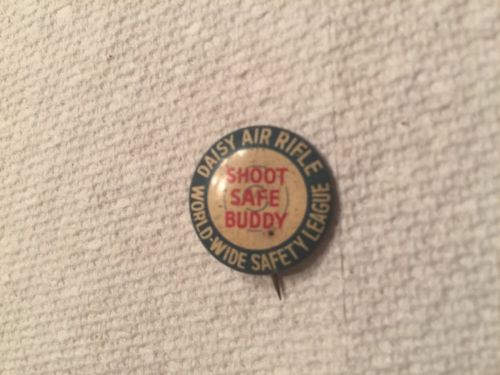 DAISY AIR RIFLE
SHOOT
SAFE
BUDDY
WORLD-WIDE SAFETY LEAGUE